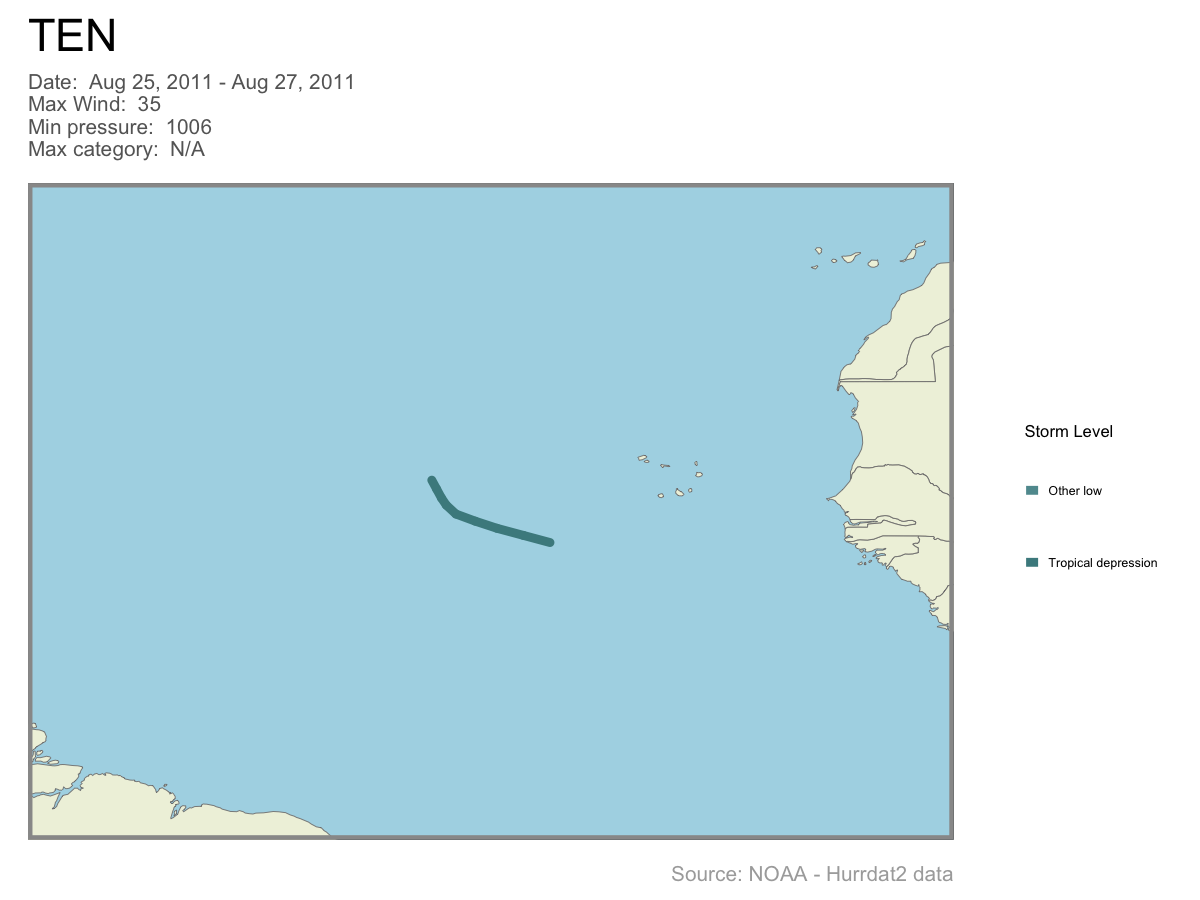 TEN
Date:  Aug 25, 2011 - Aug 27, 2011
Max Wind:  35
Min pressure:  1006
Max category:  N/A
Storm Level
Other low
Tropical depression
Source: NOAA - Hurrdat2 data